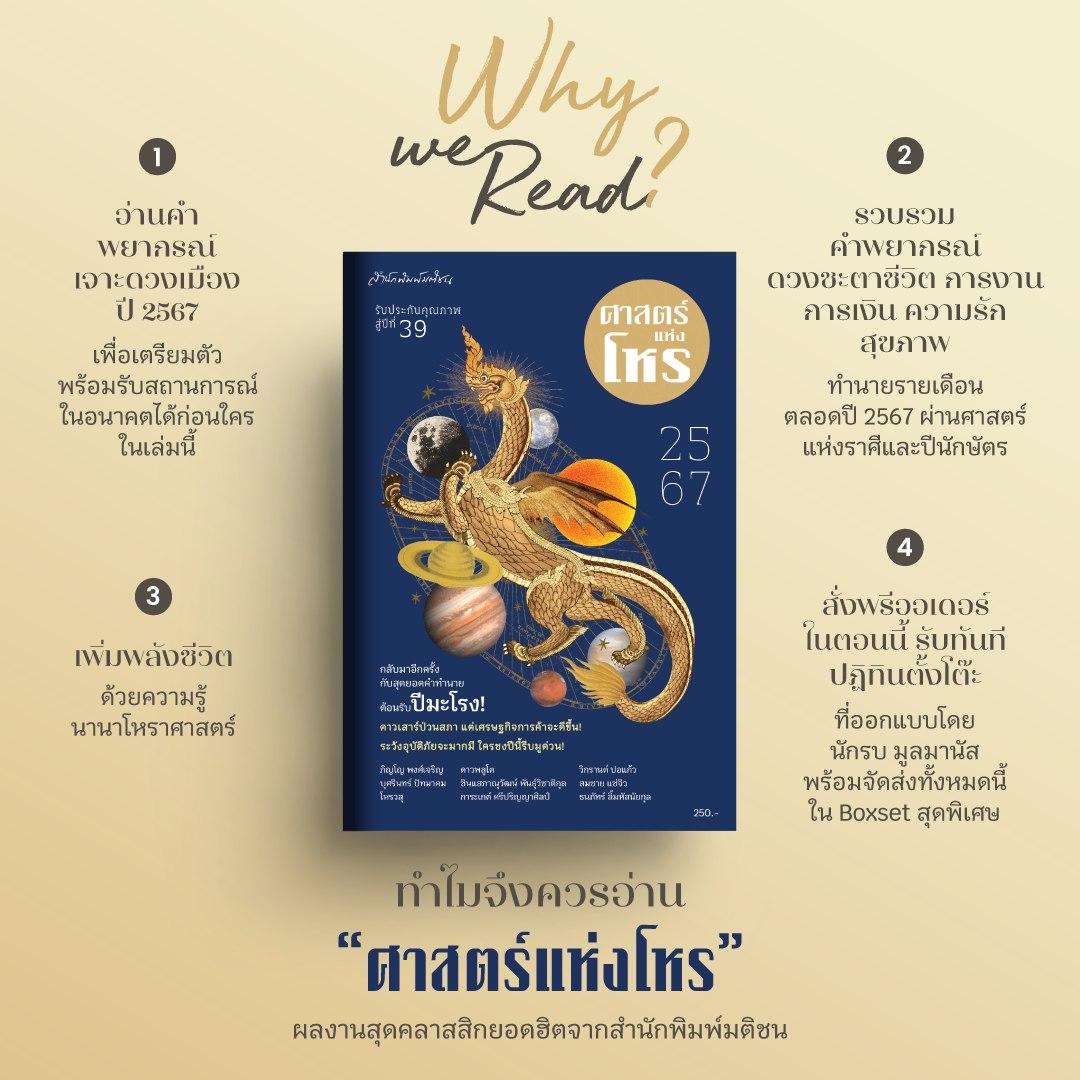 Why
we Read?
1
อ่านคำ
พยากรณ์
เจาะดวงเมือง
ปี 2567
เพื่อเตรียมตัว
พร้อมรับสถานการณ์
ในอนาคตได้ก่อนใคร
ในเล่มนี้
2
รวบรวม
คำพยากรณ์
ดวงชะตาชีวิต การงาน
การเงิน ความรัก
สุขภาพ
ทำนายรายเดือน
ตลอดปี 2567 ผ่านศาสตร์
แห่งราศีและปีนักษัตร
3
เพิ่มพลังชีวิต
ด้วยความรู้
นานาโหราศาสตร์
4
สั่งพรีออเดอร์
ในตอนนี้ รับทันที
ปฏิทินตั้งโต๊ะ
ที่ออกแบบโดย
นักรบ มูลมานัส
พร้อมจัดส่งทั้งหมดนี้
ใน Boxset สุดพิเศษ
สำนักพิมพ์มติชน
รับประกันคุณภาพ
สู่ปีที่ 39
ศาสตร์
แห่ง
โหร
25
67
กลับมาอีกครั้ง
กับสุดยอดคำทำนาย
ต้อนรับ ปีมะโรง!
ดาวเสาร์ป่วนสภา แต่เศรษฐกิจการค้าจะดีขึ้น!
ระวังอุบัติภัยจะมากมี ใครชงปีนี้รีบมูด่วน!
ภิญโญ พงศ์เจริญ ดาวพลูโต วิกรานต์ ปอแก้ว
บุศรินทร์ ปัทมาคม ซินแสภาณุวัฒน์ พันธุ์วิชาติกุล สมชาย แซ่จิว
โหรวสุ การะเกต์ ศรีปริญญาศิลป์ ธนภัทร์ ลิ้มหัสนัยกุล
250.-
ทำไมจึงควรอ่าน
“ศาสตร์แห่งโหร”
ผลงานสุดคลาสสิกยอดฮิตจากสำนักพิมพ์มติชน